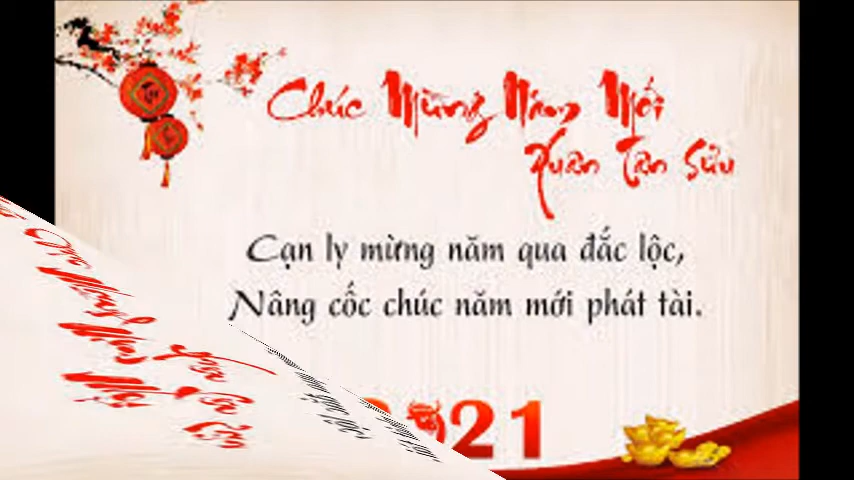 Chúc Mừng Năm Mới
Xuân Tân Sửu
Cạn ly mừng năm qua đắc lộc,
Nâng cốc chúc năm mới phát tài.
2021